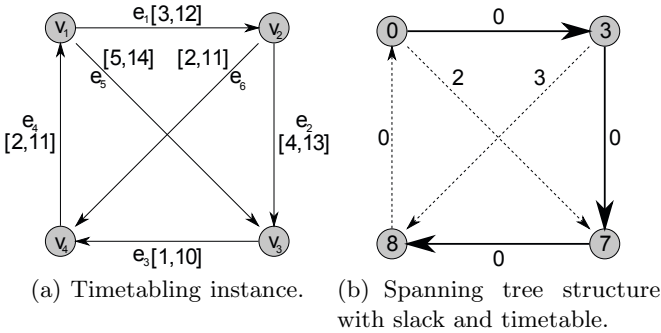 e₁[3,12]
v₁
v₂
[5,14]
[2,11]
e₅
e₆
e₄
[2,11]
e₂
[4,13]
v₄
v₃
e₃[1,10]
0
0
3
2
3
0
0
8
7
0
(a) Timetabling instance.
(b) Spanning tree structure
with slack and timetable.